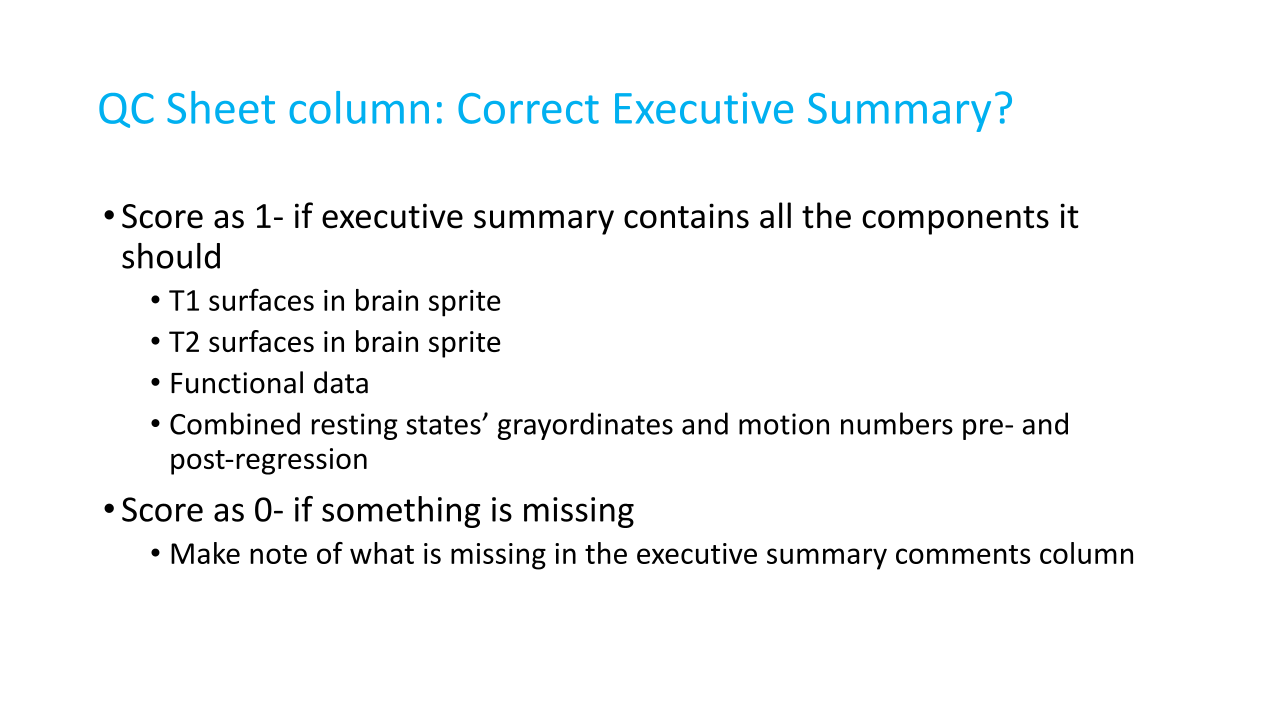 QC Sheet column: Correct Executive Summary?
• Score as 1- if executive summary contains all the components it
should
• T1 surfaces in brain sprite
• T2 surfaces in brain sprite
• Functional data
• Combined resting states’ grayordinates and motion numbers pre- and
post-regression
• Score as 0- if something is missing
• Make note of what is missing in the executive summary comments column